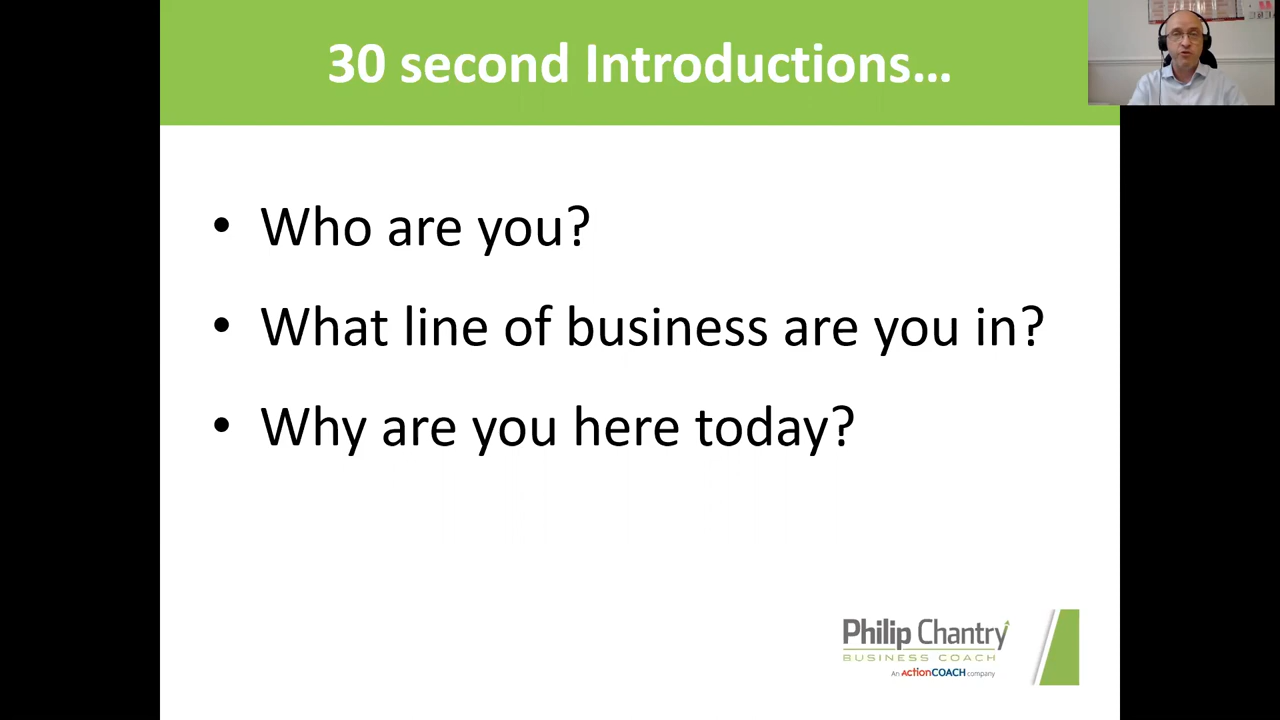 30 second Introductions...
• Who are you?
• What line of business are you in?
• Why are you here today?
Philip Chantry
BUSINESS COACH
An ActionCOACH company